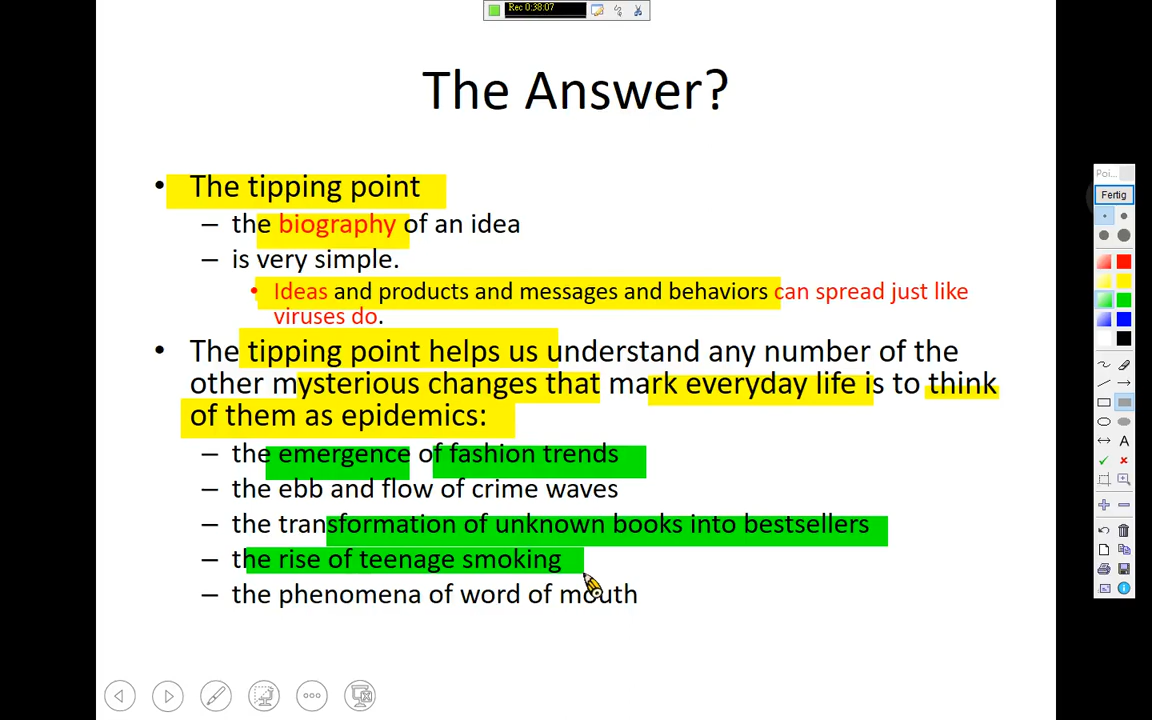 Rec 0:38:07
The Answer?
• The tipping point
– the biography of an idea
– is very simple.
• Ideas and products and messages and behaviors can spread just like
viruses do.
• The tipping point helps us understand any number of the
other mysterious changes that mark everyday life is to think
of them as epidemics:
– the emergence of fashion trends
– the ebb and flow of crime waves
– the transformation of unknown books into bestsellers
– the rise of teenage smoking
– the phenomena of word of mouth
Poi...
Fertig
A